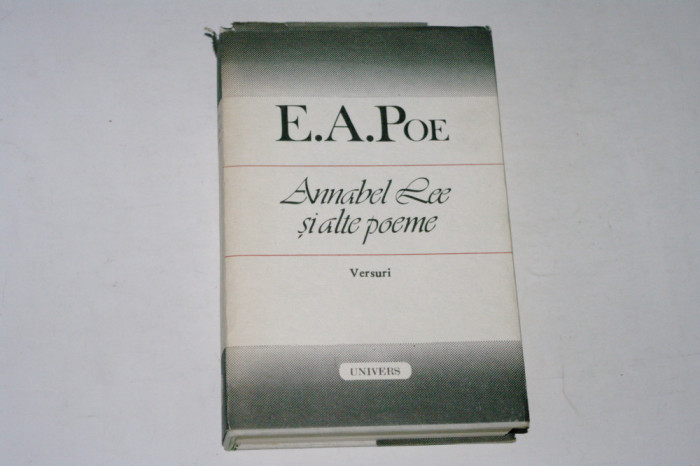 E.A.POE
Annabel Lee
și alte poeme
Versuri
UNIVERS